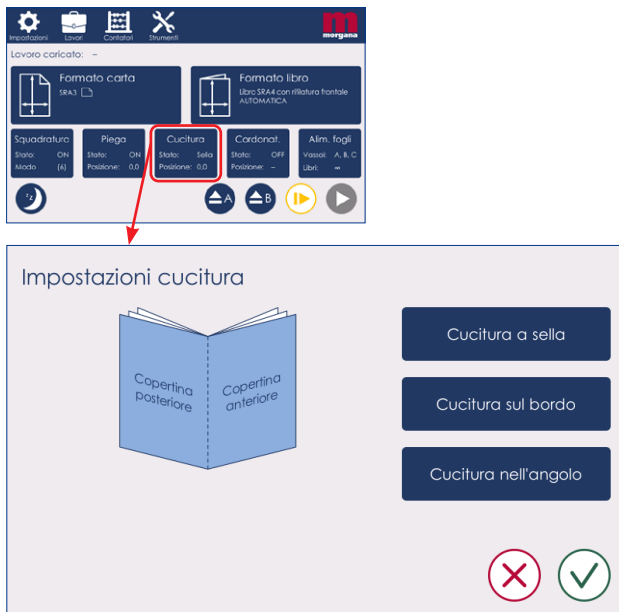 Impostazioni Lavori Contatori Strumenti
morgana
Lavoro caricato: –
Formato carta
SRA3
Formato libro
Libro SRA4 con rifilatura frontale
AUTOMATICA
Squadratura
Stato: ON
Modo (6)
Piega
Stato: ON
Posizione: 0,0
Cucitura
Stato: Sella
Posizione: 0,0
Cordonat.
Stato: OFF
Posizione: –
Alim. fogli
Vassoi: A, B, C
Libri: ∞
zz
A
B
Impostazioni cucitura
Copertina
posteriore
Copertina
anteriore
Cucitura a sella
Cucitura sul bordo
Cucitura nell'angolo